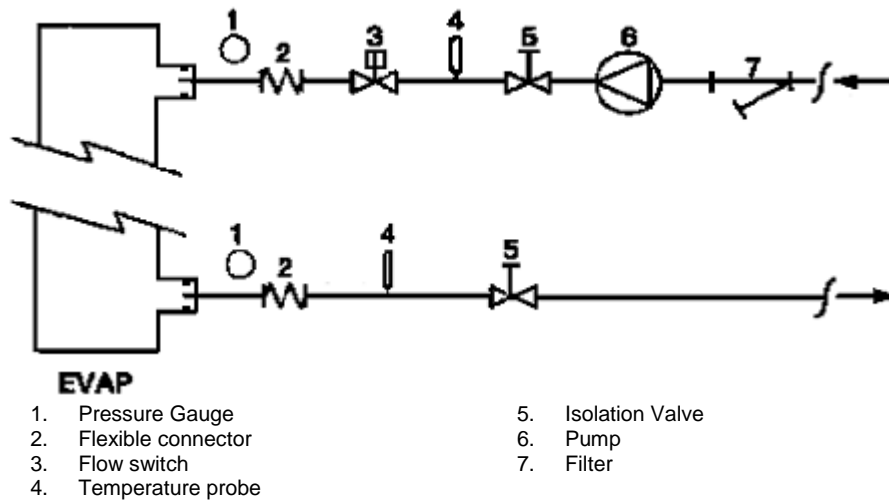 1 2 3 4 5 6 7
1 2 4 5
EVAP
1. Pressure Gauge
2. Flexible connector
3. Flow switch
4. Temperature probe
5. Isolation Valve
6. Pump
7. Filter